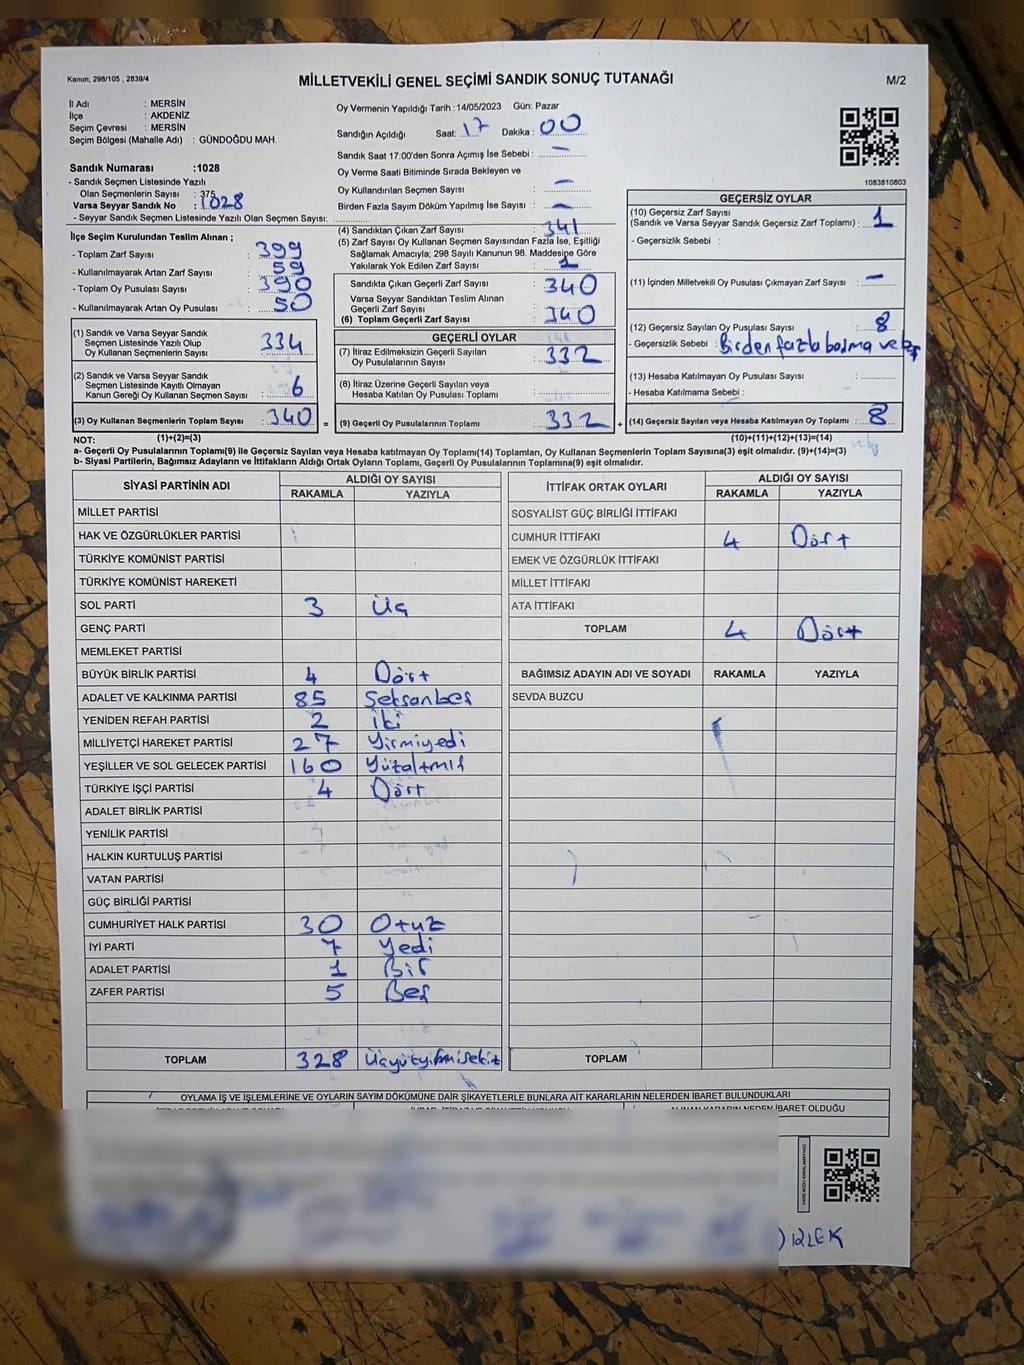 Kanun; 298/105 , 2839/4
MİLLETVEKİLİ GENEL SEÇİMİ SANDIK SONUÇ TUTANAĞI
M/2
İl Adı : MERSİN
İlçe : AKDENİZ
Seçim Çevresi : MERSİN
Seçim Bölgesi (Mahalle Adı) : GÜNDOĞDU MAH.
Sandık Numarası :1028
- Sandık Seçmen Listesinde Yazılı
Olan Seçmenlerin Sayısı : 375
Varsa Seyyar Sandık No : 1028
- Seyyar Sandık Seçmen Listesinde Yazılı Olan Seçmen Sayısı: ................
Oy Vermenin Yapıldığı Tarih :14/05/2023 Gün: Pazar
Sandığın Açıldığı Saat: 17 Dakika : 00
Sandık Saat 17:00'den Sonra Açımış İse Sebebi : —
Oy Verme Saati Bitiminde Sırada Bekleyen ve
Oy Kullandırılan Seçmen Sayısı : —
Birden Fazla Sayım Döküm Yapılmış İse Sayısı : —
1083810803
İlçe Seçim Kurulundan Teslim Alınan ;
- Toplam Zarf Sayısı : 399
- Kullanılmayarak Artan Zarf Sayısı : 59
- Toplam Oy Pusulası Sayısı : 390
- Kullanılmayarak Artan Oy Pusulası : 50
(4) Sandıktan Çıkan Zarf Sayısı : 341
(5) Zarf Sayısı Oy Kullanan Seçmen Sayısından Fazla İse, Eşitliği
Sağlamak Amacıyla; 298 Sayılı Kanunun 98. Maddesine Göre
Yakılarak Yok Edilen Zarf Sayısı : 1
Sandıkta Çıkan Geçerli Zarf Sayısı : 340
Varsa Seyyar Sandıktan Teslim Alınan
Geçerli Zarf Sayısı :
(6) Toplam Geçerli Zarf Sayısı : 340
GEÇERSİZ OYLAR
(10) Geçersiz Zarf Sayısı
(Sandık ve Varsa Seyyar Sandık Geçersiz Zarf Toplamı) : 1
- Geçersizlik Sebebi :
(11) İçinden Milletvekili Oy Pusulası Çıkmayan Zarf Sayısı : —
(12) Geçersiz Sayılan Oy Pusulası Sayısı : 8
- Geçersizlik Sebebi : Birden fazla basma ve boş
(13) Hesaba Katılmayan Oy Pusulası Sayısı :
- Hesaba Katılmama Sebebi :
(14) Geçersiz Sayılan veya Hesaba Katılmayan Oy Toplamı : 8
(10)+(11)+(12)+(13)=(14)
(1) Sandık ve Varsa Seyyar Sandık
Seçmen Listesinde Yazılı Olup
Oy Kullanan Seçmenlerin Sayısı : 334
(2) Sandık ve Varsa Seyyar Sandık
Seçmen Listesinde Kayıtlı Olmayan
Kanun Gereği Oy Kullanan Seçmen Sayısı : 6
(3) Oy Kullanan Seçmenlerin Toplam Sayısı : 340
GEÇERLİ OYLAR
(7) İtiraz Edilmeksizin Geçerli Sayılan
Oy Pusulalarının Sayısı : 332
(8) İtiraz Üzerine Geçerli Sayılan veya
Hesaba Katılan Oy Pusulası Toplamı :
= (9) Geçerli Oy Pusulalarının Toplamı : 332 +
NOT: (1)+(2)=(3)
a- Geçerli Oy Pusulaları Toplamı(9) ile Geçersiz Sayılan veya Hesaba Katılmayan Oy Toplamı(14) Toplamları, Oy Kullanan Seçmenlerin Toplam Sayısına(3) eşit olmalıdır. (9)+(14)=(3)
b- Siyasi Partilerin, Bağımsız Adayların ve İttifakların Aldığı Ortak Oyların Toplamı, Geçerli Oy Pusulalarının Toplamına(9) eşit olmalıdır.
SİYASİ PARTİNİN ADI ALDIĞI OY SAYISI
RAKAMLA YAZIYLA
MİLLET PARTİSİ
HAK VE ÖZGÜRLÜKLER PARTİSİ
TÜRKİYE KOMÜNİST PARTİSİ
TÜRKİYE KOMÜNİST HAREKETİ
SOL PARTİ 3 Üç
GENÇ PARTİ
MEMLEKET PARTİSİ
BÜYÜK BİRLİK PARTİSİ 4 Dört
ADALET VE KALKINMA PARTİSİ 85 Seksanbeş
YENİDEN REFAH PARTİSİ 2 iki
MİLLİYETÇİ HAREKET PARTİSİ 27 Yirmiyedi
YEŞİLLER VE SOL GELECEK PARTİSİ 160 Yüzaltmış
TÜRKİYE İŞÇİ PARTİSİ 4 Dört
ADALET BİRLİK PARTİSİ
YENİLİK PARTİSİ
HALKIN KURTULUŞ PARTİSİ
VATAN PARTİSİ
GÜÇ BİRLİĞİ PARTİSİ
CUMHURİYET HALK PARTİSİ 30 Otuz
İYİ PARTİ 7 Yedi
ADALET PARTİSİ 1 Bir
ZAFER PARTİSİ 5 Beş
TOPLAM 328 Üçyüzyirmisekiz
İTTİFAK ORTAK OYLARI ALDIĞI OY SAYISI
RAKAMLA YAZIYLA
SOSYALİST GÜÇ BİRLİĞİ İTTİFAKI
CUMHUR İTTİFAKI 4 Dört
EMEK VE ÖZGÜRLÜK İTTİFAKI
MİLLET İTTİFAKI
ATA İTTİFAKI
TOPLAM 4 Dört
BAĞIMSIZ ADAYIN ADI VE SOYADI RAKAMLA YAZIYLA
SEVDA BUZCU
TOPLAM
OYLAMA İŞ VE İŞLEMLERİNE VE OYLARIN SAYIM DÖKÜMÜNE DAİR ŞİKAYETLERLE BUNLARA AİT KARARLARIN NELERDEN İBARET BULUNDUKLARI
ALINAN KARARIN NEDEN İBARET OLDUĞU
DİLEK